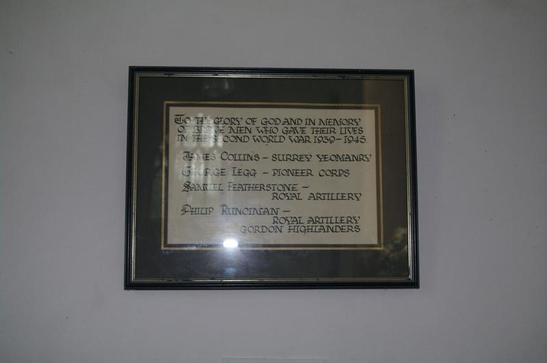 To the glory of God and in memory
of those men who gave their lives
in the Second World War 1939-1945
James Collins - Surrey Yeomanry
George Legg - Pioneer Corps
Samuel Featherstone -
Royal Artillery
Philip Runciman -
Royal Artillery
Gordon Highlanders